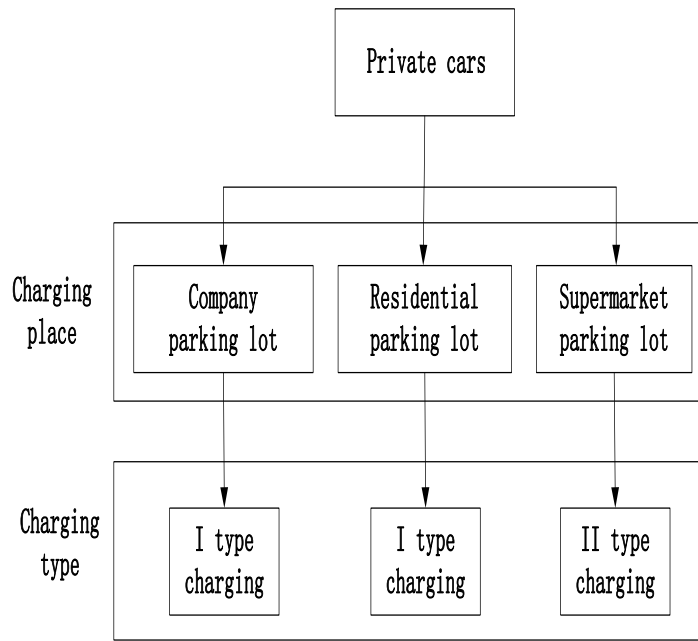 Private cars
Charging
place
Company
parking lot
Residential
parking lot
Supermarket
parking lot
Charging
type
I type
charging
I type
charging
II type
charging